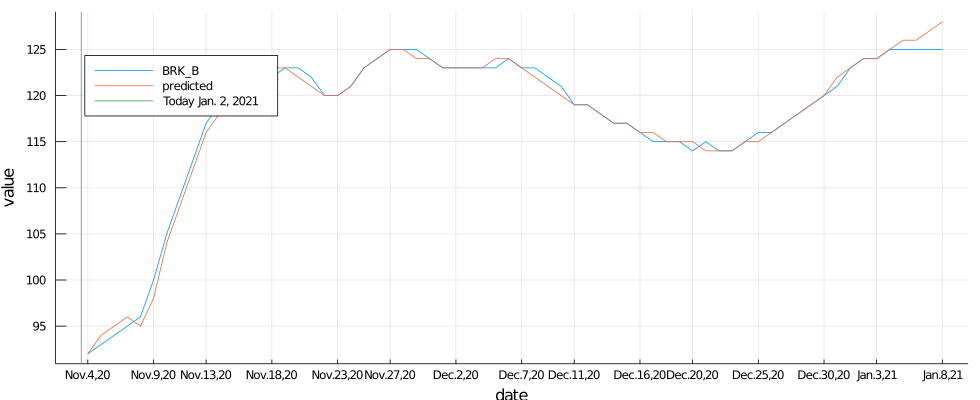 125
120
115
110
105
100
95
value
BRK_B
predicted
Today Jan. 2, 2021
Nov.4,20 Nov.9,20 Nov.13,20 Nov.18,20 Nov.23,20 Nov.27,20 Dec.2,20 Dec.7,20 Dec.11,20 Dec.16,20 Dec.20,20 Dec.25,20 Dec.30,20 Jan.3,21 Jan.8,21
date